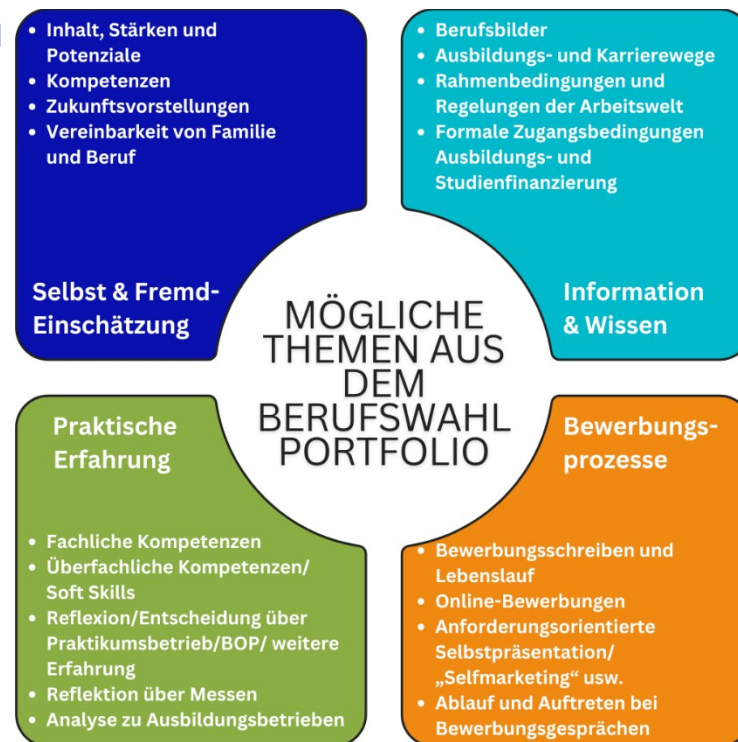 • Inhalt, Stärken und
Potenziale
• Kompetenzen
• Zukunftsvorstellungen
• Vereinbarkeit von Familie
und Beruf
Selbst & Fremd-
Einschätzung
• Berufsbilder
• Ausbildungs- und Karrierewege
• Rahmenbedingungen und
Regelungen der Arbeitswelt
• Formale Zugangsbedingungen
Ausbildungs- und
Studienfinanzierung
Information
& Wissen
MÖGLICHE
THEMEN AUS
DEM
BERUFSWAHL
PORTFOLIO
Praktische
Erfahrung
• Fachliche Kompetenzen
• Überfachliche Kompetenzen/
Soft Skills
• Reflexion/Entscheidung über
Praktikumsbetrieb/BOP/ weitere
Erfahrung
• Reflektion über Messen
• Analyse zu Ausbildungsbetrieben
Bewerbungs-
prozesse
• Bewerbungsschreiben und
Lebenslauf
• Online-Bewerbungen
• Anforderungsorientierte
Selbstpräsentation/
„Selfmarketing“ usw.
• Ablauf und Auftreten bei
Bewerbungsgesprächen